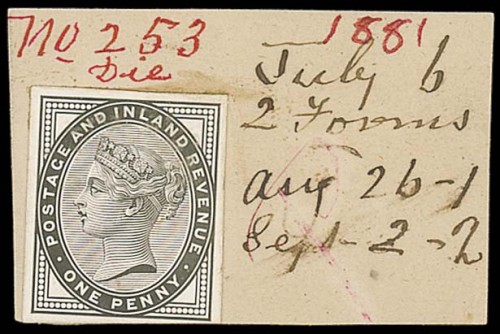 No 253
Die
1881
July 6
2 Forms
Aug 26-1
Sept-2-2
POSTAGE AND INLAND REVENUE
ONE PENNY